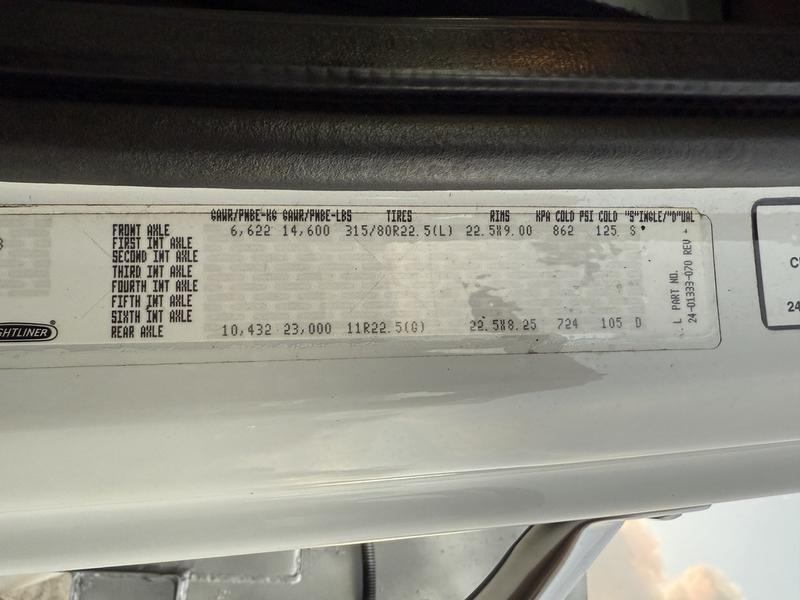 GAWR/PNBE-KG GAWR/PNBE-LBS TIRES RIMS KPA COLD PSI COLD "S"INGLE/"D"UAL
FRONT AXLE 6,622 14,600 315/80R22.5(L) 22.5X9.00 862 125 S
FIRST INT AXLE
SECOND INT AXLE
THIRD INT AXLE
FOURTH INT AXLE
FIFTH INT AXLE
SIXTH INT AXLE
REAR AXLE 10,432 23,000 11R22.5(G) 22.5X8.25 724 105 D
GHTLINER
PART NO.
24-01333-070 REV
C
24